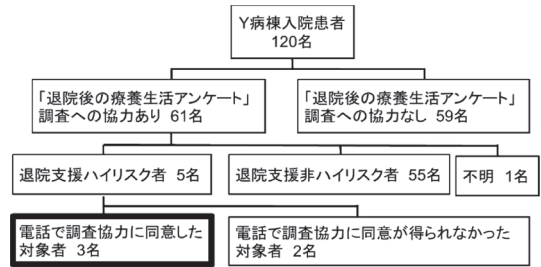 Y病棟入院患者
120名
「退院後の療養生活アンケート」
調査への協力あり 61名
「退院後の療養生活アンケート」
調査への協力なし 59名
退院支援ハイリスク者 5名
退院支援非ハイリスク者 55名
不明 1名
電話で調査協力に同意した
対象者 3名
電話で調査協力に同意が得られなかった
対象者 2名